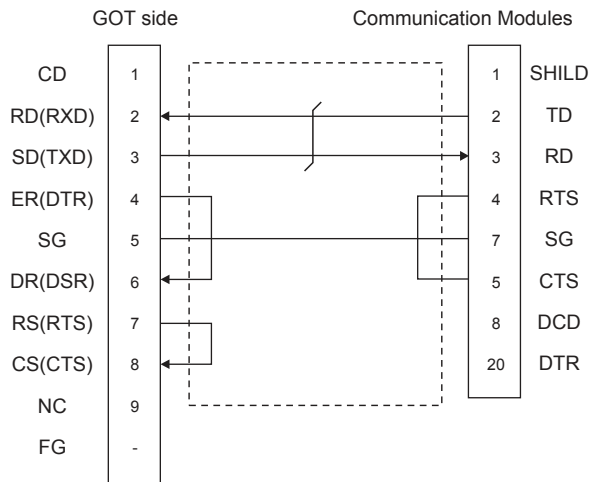 GOT side Communication Modules
CD 1 1 SHILD
RD(RXD) 2 2 TD
SD(TXD) 3 3 RD
ER(DTR) 4 4 RTS
SG 5 7 SG
DR(DSR) 6 5 CTS
RS(RTS) 7 8 DCD
CS(CTS) 8 20 DTR
NC 9
FG -